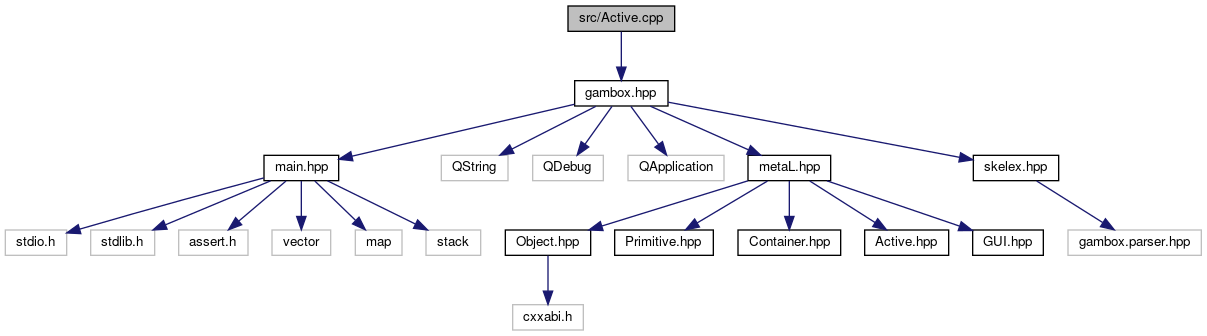 src/Active.cpp
gambox.hpp
main.hpp
QString
QDebug
QApplication
metaL.hpp
skelex.hpp
stdio.h
stdlib.h
assert.h
vector
map
stack
Object.hpp
Primitive.hpp
Container.hpp
Active.hpp
GUI.hpp
gambox.parser.hpp
cxxabi.h